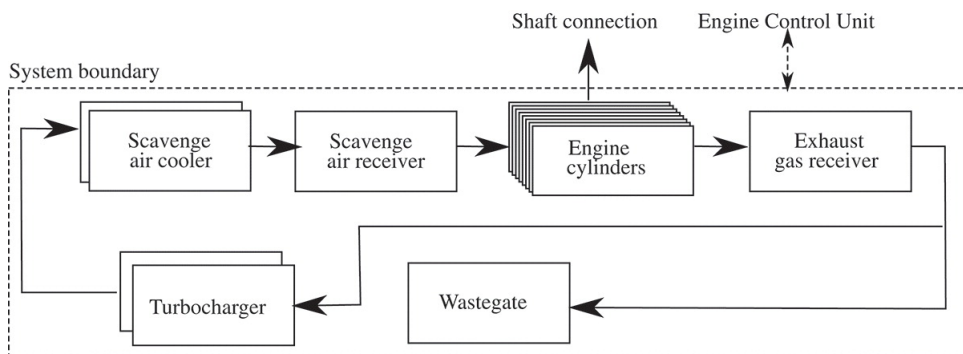 Shaft connection
Engine Control Unit
System boundary
Scavenge
air cooler
Scavenge
air receiver
Engine
cylinders
Exhaust
gas receiver
Turbocharger
Wastegate